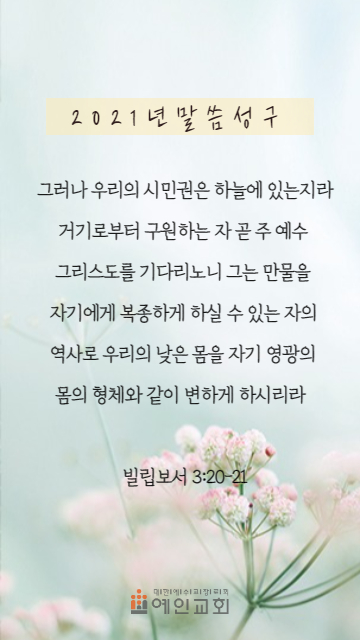 2021년말씀성구
그러나 우리의 시민권은 하늘에 있는지라
거기로부터 구원하는 자 곧 주 예수
그리스도를 기다리노니 그는 만물을
자기에게 복종하게 하실 수 있는 자의
역사로 우리의 낮은 몸을 자기 영광의
몸의 형체와 같이 변하게 하시리라
빌립보서 3:20-21
예인교회